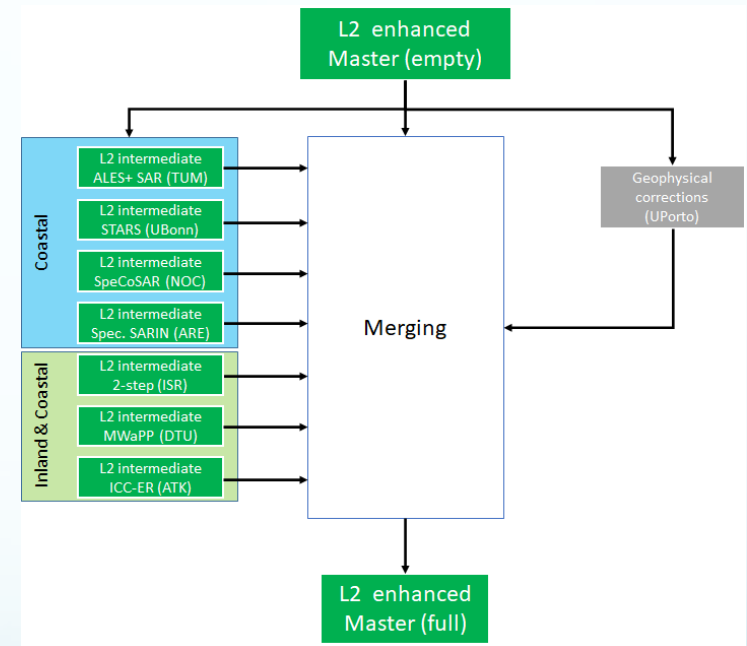 L2 enhanced
Master (empty)
Coastal
L2 intermediate
ALES+ SAR (TUM)
L2 intermediate
STARS (UBonn)
L2 intermediate
SpeCoSAR (NOC)
L2 intermediate
Spec. SARIN (ARE)
Inland & Coastal
L2 intermediate
2-step (ISR)
L2 intermediate
MWaPP (DTU)
L2 intermediate
ICC-ER (ATK)
Merging
Geophysical
corrections
(UPorto)
L2 enhanced
Master (full)